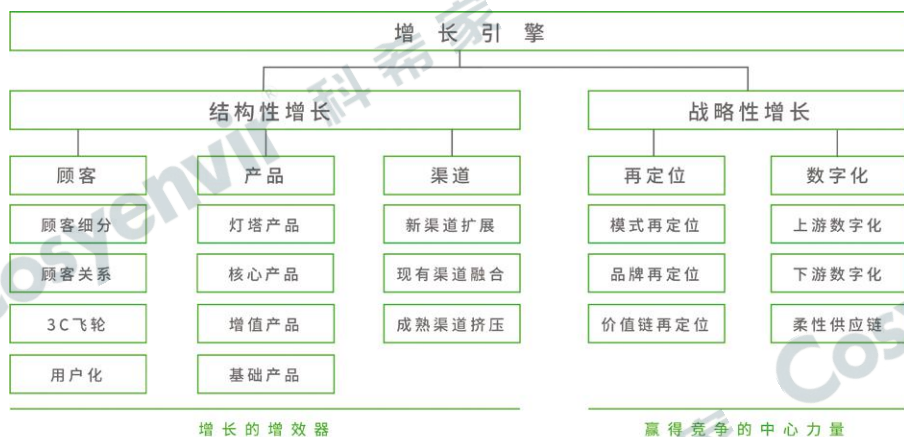 增长引擎
结构性增长 战略性增长
顾客 产品 渠道 再定位 数字化
顾客细分 灯塔产品 新渠道扩展 模式再定位 上游数字化
顾客关系 核心产品 现有渠道融合 品牌再定位 下游数字化
3C飞轮 增值产品 成熟渠道挤压 价值链再定位 柔性供应链
用户化 基础产品
增长的增效器 赢得竞争的中心力量
Cosyenvir 科希家
Cosy
家